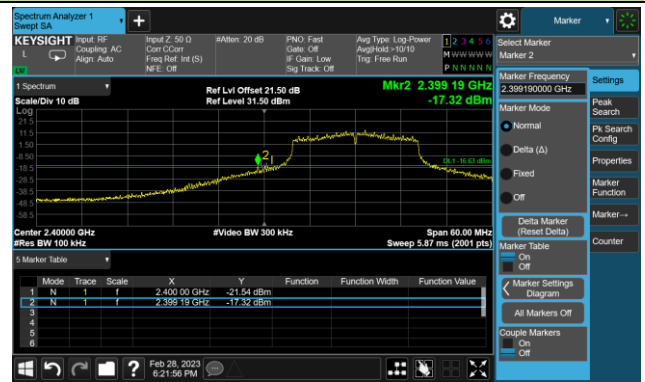 Spectrum Analyzer 1
Swept SA
Marker
KEYSIGHT
L
LW
Input: RF
Coupling: AC
Align: Auto
Input Z: 50 Ω
Corr CCorr
Freq Ref: Int (S)
NFE: Off
#Atten: 20 dB
PNO: Fast
Gate: Off
IF Gain: Low
Sig Track: Off
Avg Type: Log-Power
Avg|Hold:>10/10
Trig: Free Run
1 2 3 4 5 6
M W W W W W
P N N N N N
Select Marker
Marker 2
1 Spectrum
Scale/Div 10 dB
Log
Ref Lvl Offset 21.50 dB
Ref Level 31.50 dBm
Mkr2 2.399 19 GHz
-17.32 dBm
21.5
11.5
1.50
-8.50
-18.5
-28.5
-38.5
-48.5
-58.5
2
1
DL1 -16.63 dBm
Center 2.40000 GHz
#Res BW 100 kHz
#Video BW 300 kHz
Span 60.00 MHz
Sweep 5.87 ms (2001 pts)
5 Marker Table
Mode Trace Scale X Y Function Function Width Function Value
1 N 1 f 2.400 00 GHz -21.54 dBm
2 N 1 f 2.399 19 GHz -17.32 dBm
3
4
5
6
Marker Frequency
2.399190000 GHz
Marker Mode
Normal
Delta (Δ)
Fixed
Off
Delta Marker
(Reset Delta)
Marker Table
On
Off
Marker Settings
Diagram
All Markers Off
Couple Markers
On
Off
Settings
Peak
Search
Pk Search
Config
Properties
Marker
Function
Marker→
Counter
?
Feb 28, 2023
6:21:56 PM